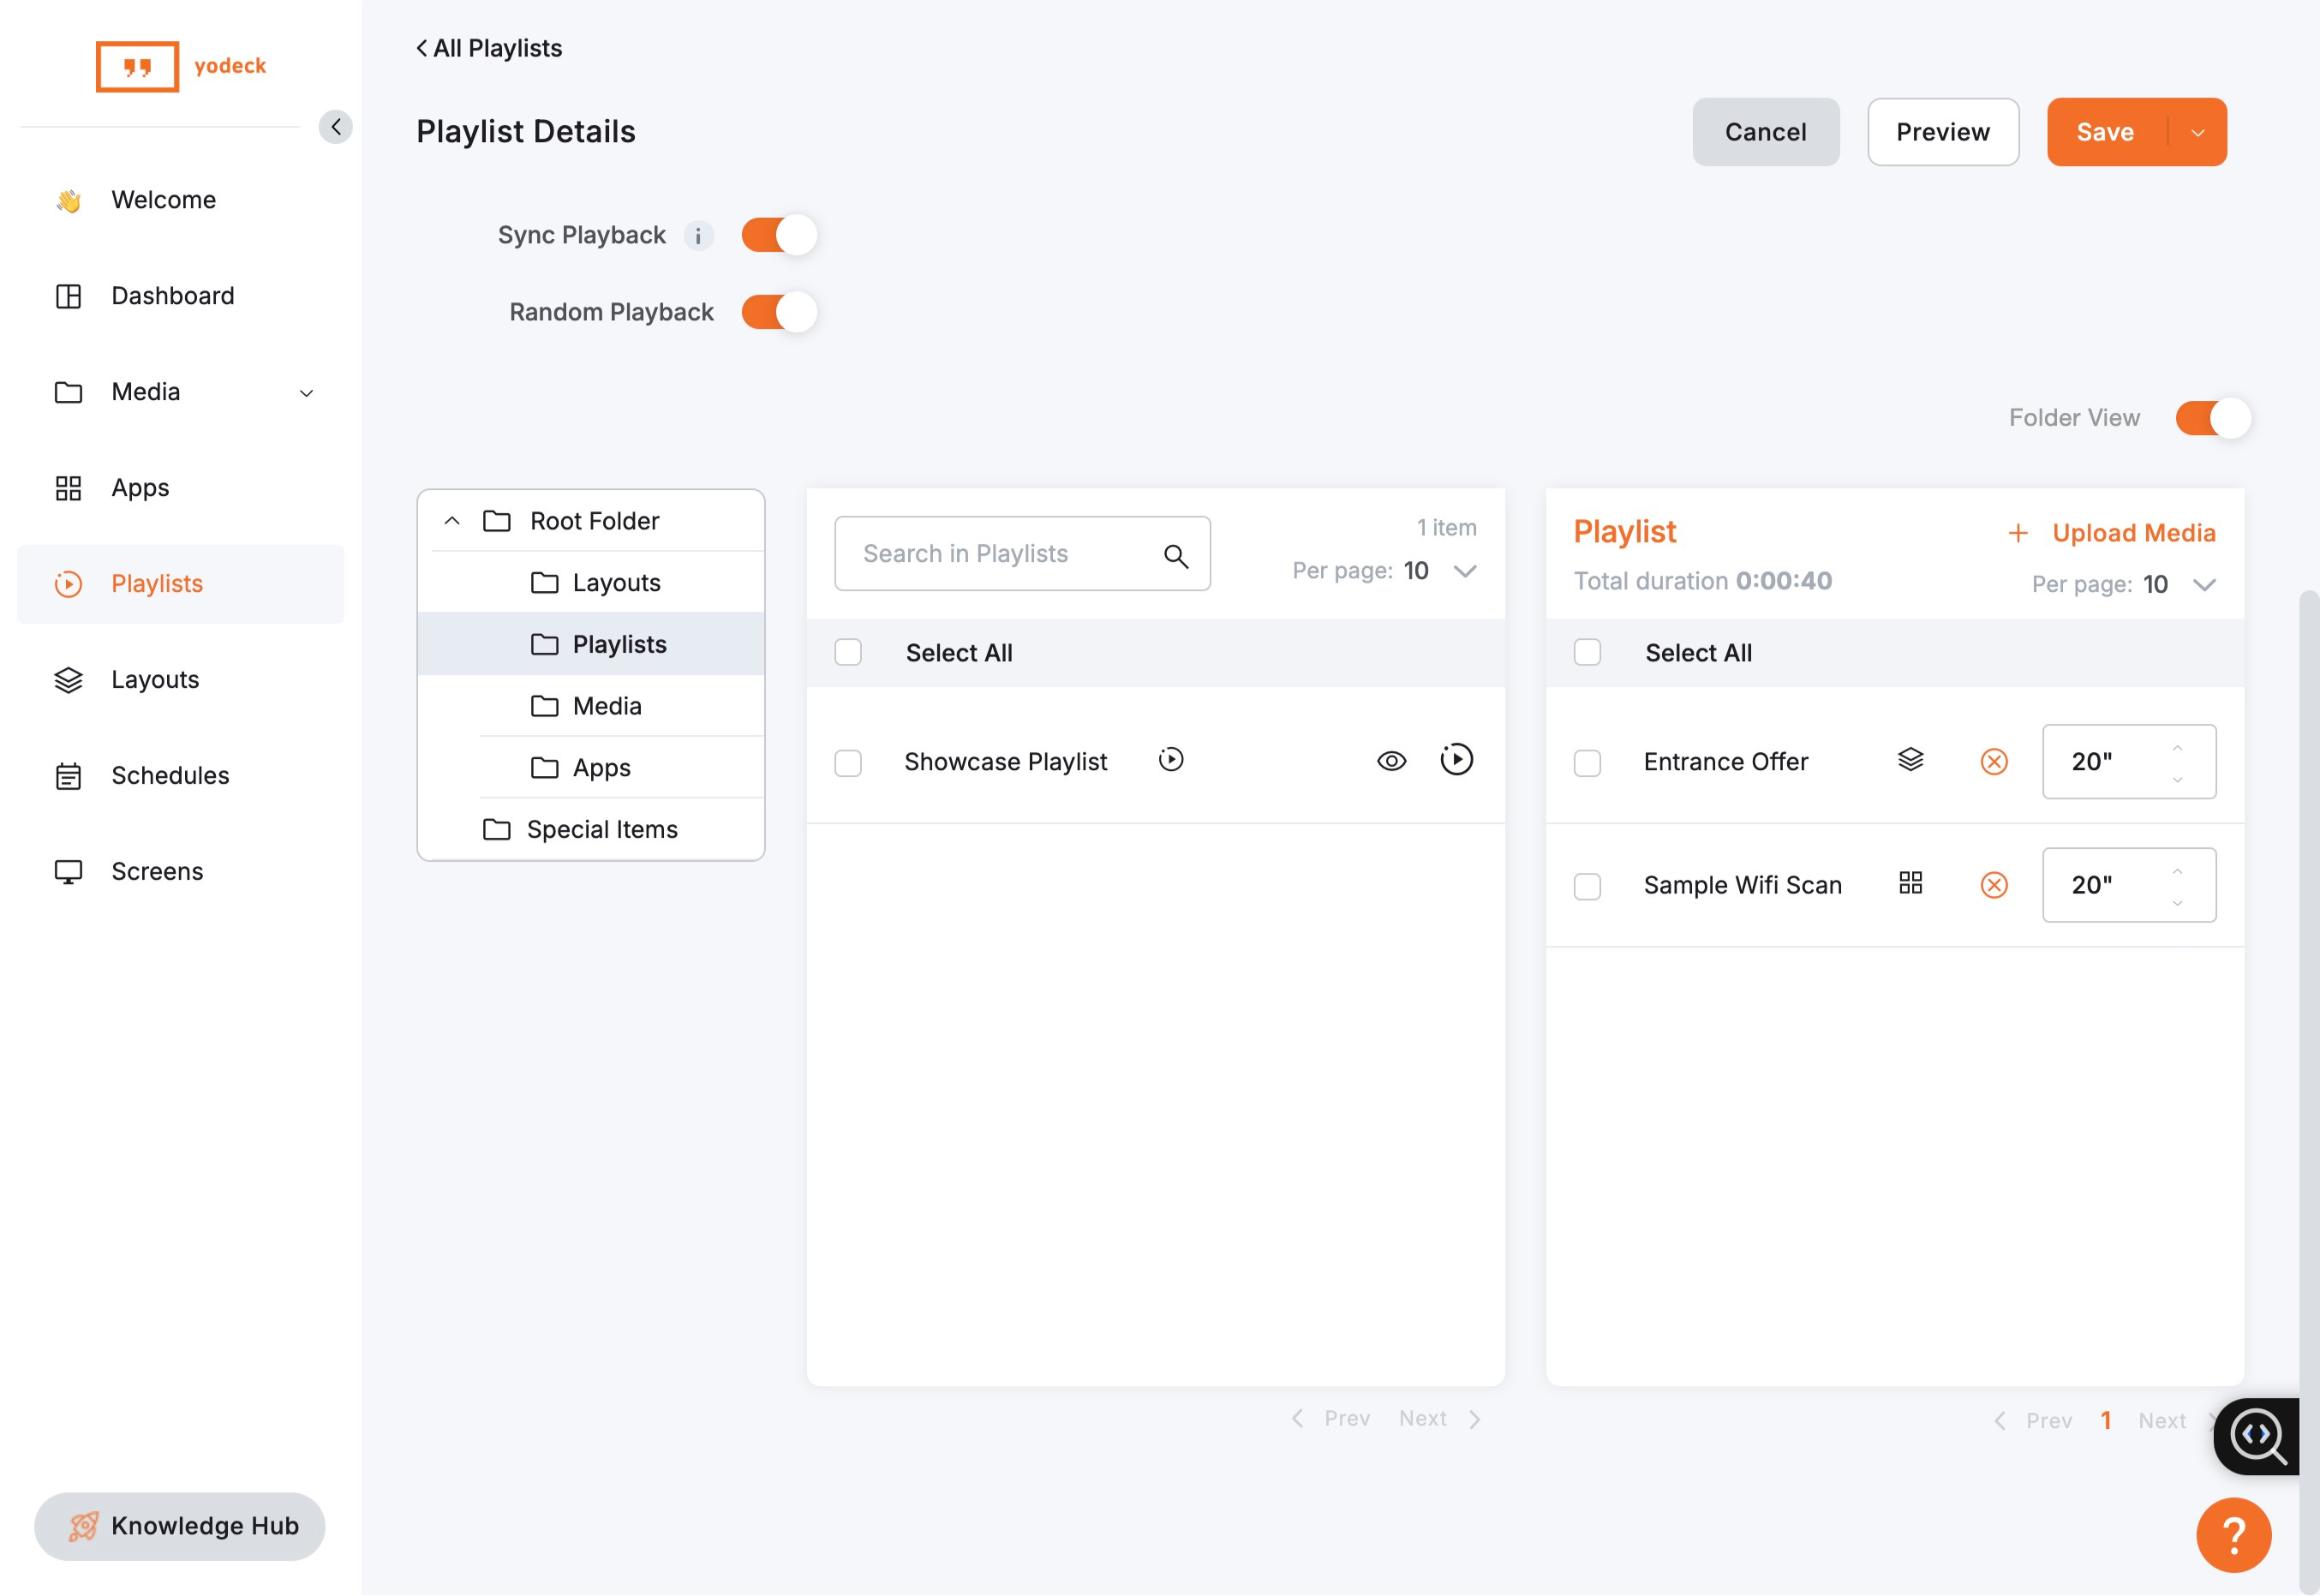 yodeck
Welcome
Dashboard
Media
Apps
Playlists
Layouts
Schedules
Screens
Knowledge Hub
All Playlists
Playlist Details
Cancel
Preview
Save
Sync Playback
Random Playback
Folder View
Root Folder
Layouts
Playlists
Media
Apps
Special Items
Search in Playlists
1 item
Per page: 10
Select All
Showcase Playlist
Prev Next
Playlist
+ Upload Media
Total duration 0:00:40
Per page: 10
Select All
Entrance Offer 20"
Sample Wifi Scan 20"
Prev 1 Next
?